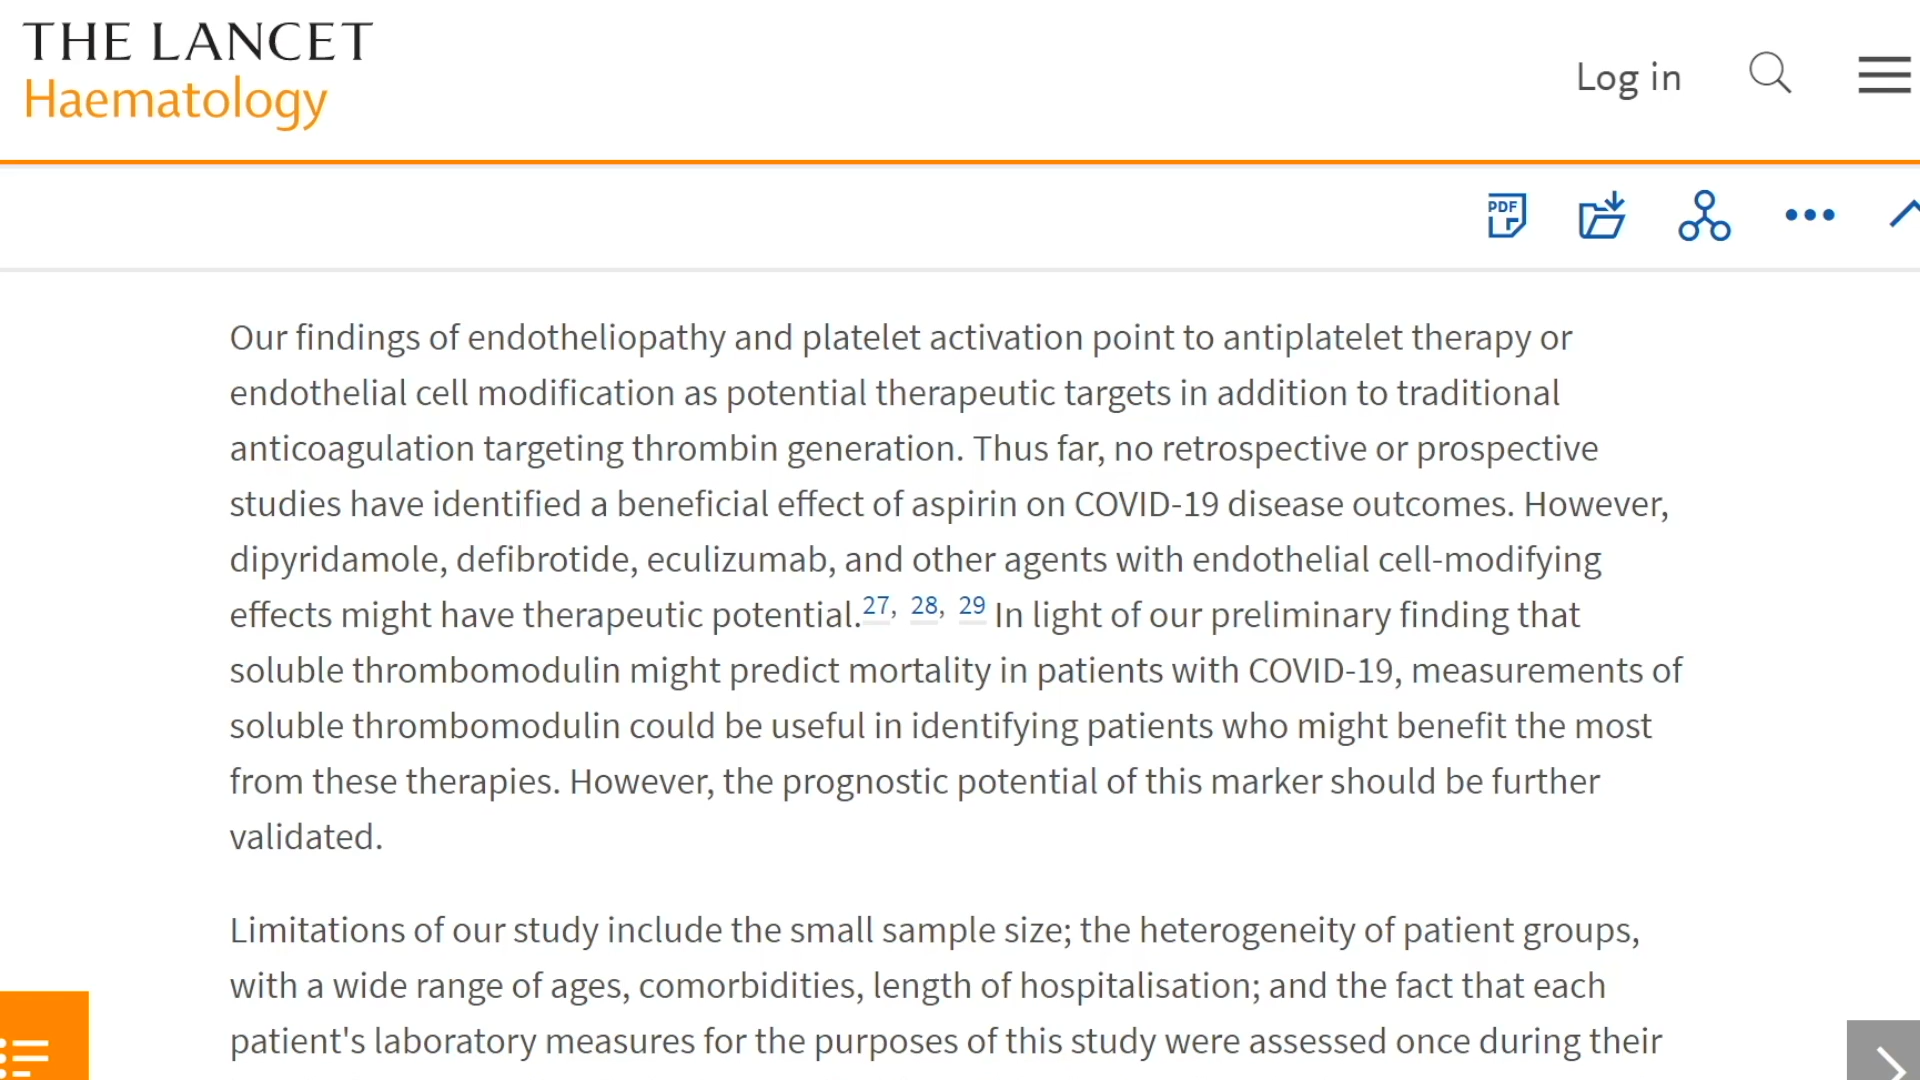 THE LANCET
Haematology
Log in
PDF
Our findings of endotheliopathy and platelet activation point to antiplatelet therapy or
endothelial cell modification as potential therapeutic targets in addition to traditional
anticoagulation targeting thrombin generation. Thus far, no retrospective or prospective
studies have identified a beneficial effect of aspirin on COVID-19 disease outcomes. However,
dipyridamole, defibrotide, eculizumab, and other agents with endothelial cell-modifying
effects might have therapeutic potential.27, 28, 29 In light of our preliminary finding that
soluble thrombomodulin might predict mortality in patients with COVID-19, measurements of
soluble thrombomodulin could be useful in identifying patients who might benefit the most
from these therapies. However, the prognostic potential of this marker should be further
validated.
Limitations of our study include the small sample size; the heterogeneity of patient groups,
with a wide range of ages, comorbidities, length of hospitalisation; and the fact that each
patient's laboratory measures for the purposes of this study were assessed once during their